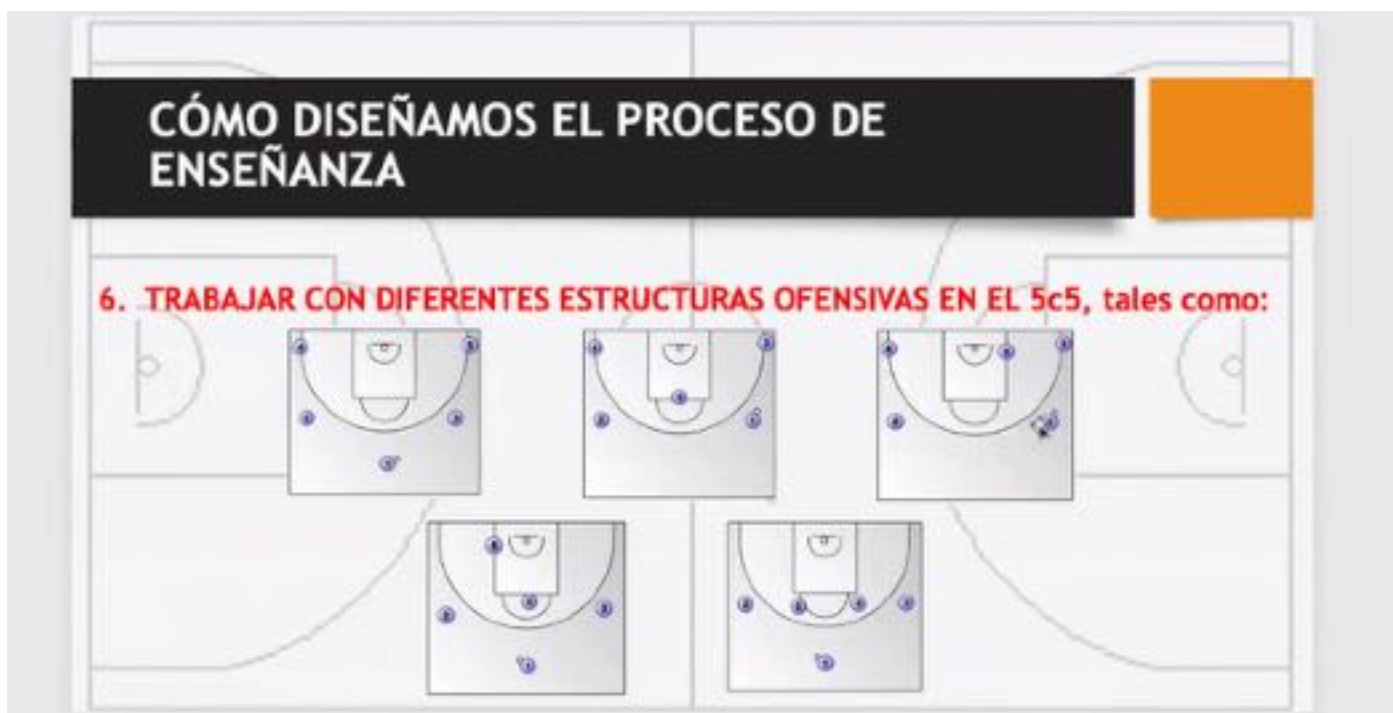 CÓMO DISEÑAMOS EL PROCESO DE
ENSEÑANZA
6. TRABAJAR CON DIFERENTES ESTRUCTURAS OFENSIVAS EN EL 5c5, tales como: